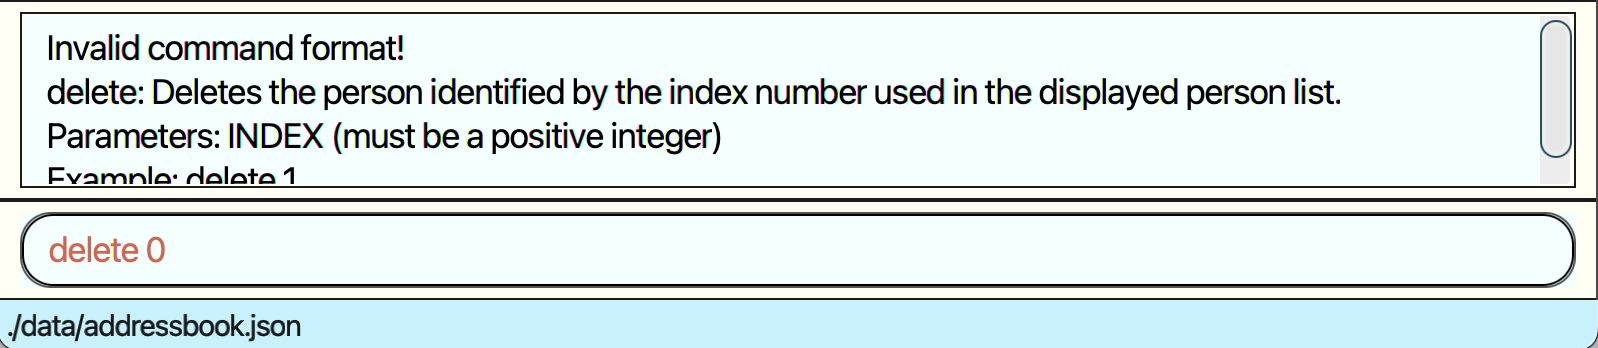 Invalid command format!
delete: Deletes the person identified by the index number used in the displayed person list.
Parameters: INDEX (must be a positive integer)
Example: delete 1
delete 0
./data/addressbook.json